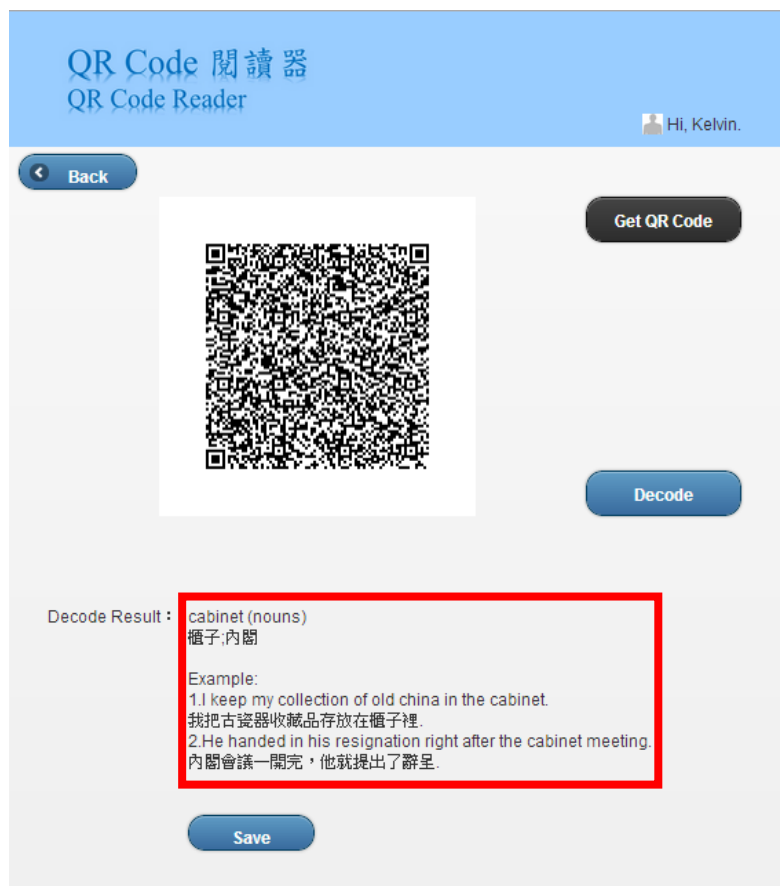 QR Code 閱讀器
QR Code Reader
Hi, Kelvin.
Back
Get QR Code
Decode
Decode Result：
cabinet (nouns)
櫃子;內閣
Example:
1.I keep my collection of old china in the cabinet.
我把古瓷器收藏品存放在櫃子裡.
2.He handed in his resignation right after the cabinet meeting.
內閣會議一開完，他就提出了辭呈.
Save